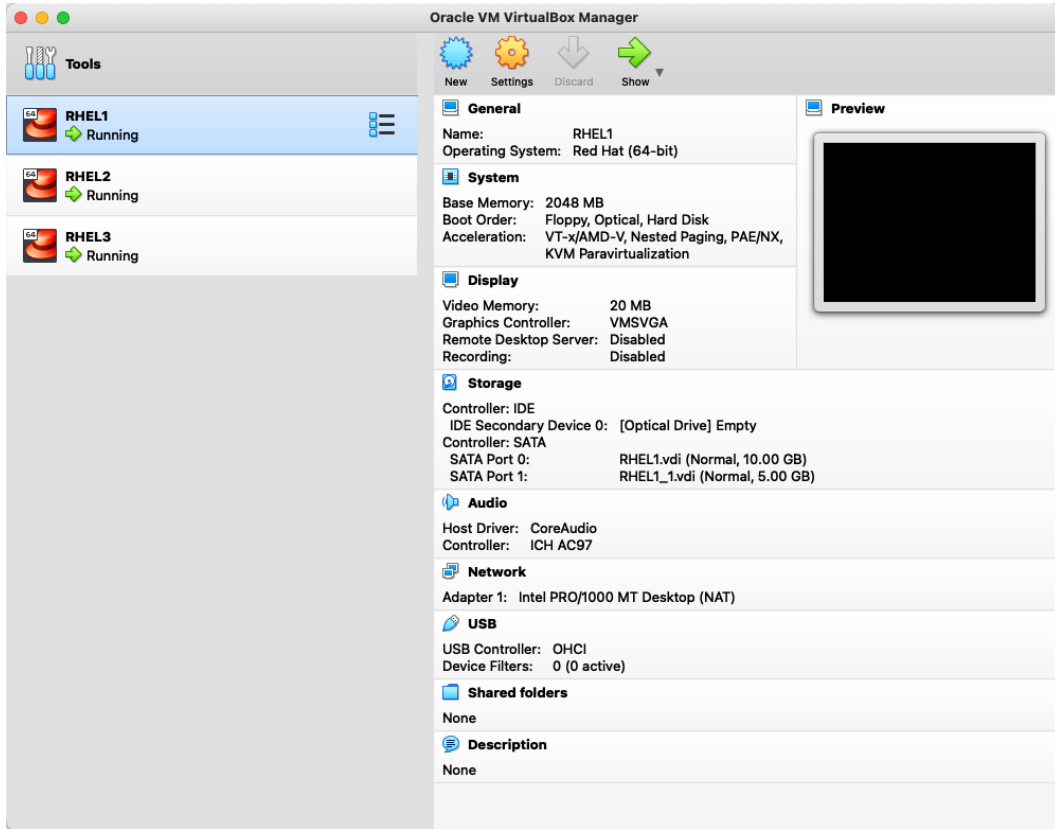 Oracle VM VirtualBox Manager
Tools
64
RHEL1
Running
64
RHEL2
Running
64
RHEL3
Running
New Settings Discard Show
General
Name: RHEL1
Operating System: Red Hat (64-bit)
System
Base Memory: 2048 MB
Boot Order: Floppy, Optical, Hard Disk
Acceleration: VT-x/AMD-V, Nested Paging, PAE/NX,
KVM Paravirtualization
Display
Video Memory: 20 MB
Graphics Controller: VMSVGA
Remote Desktop Server: Disabled
Recording: Disabled
Preview
Storage
Controller: IDE
IDE Secondary Device 0: [Optical Drive] Empty
Controller: SATA
SATA Port 0: RHEL1.vdi (Normal, 10.00 GB)
SATA Port 1: RHEL1_1.vdi (Normal, 5.00 GB)
Audio
Host Driver: CoreAudio
Controller: ICH AC97
Network
Adapter 1: Intel PRO/1000 MT Desktop (NAT)
USB
USB Controller: OHCI
Device Filters: 0 (0 active)
Shared folders
None
Description
None